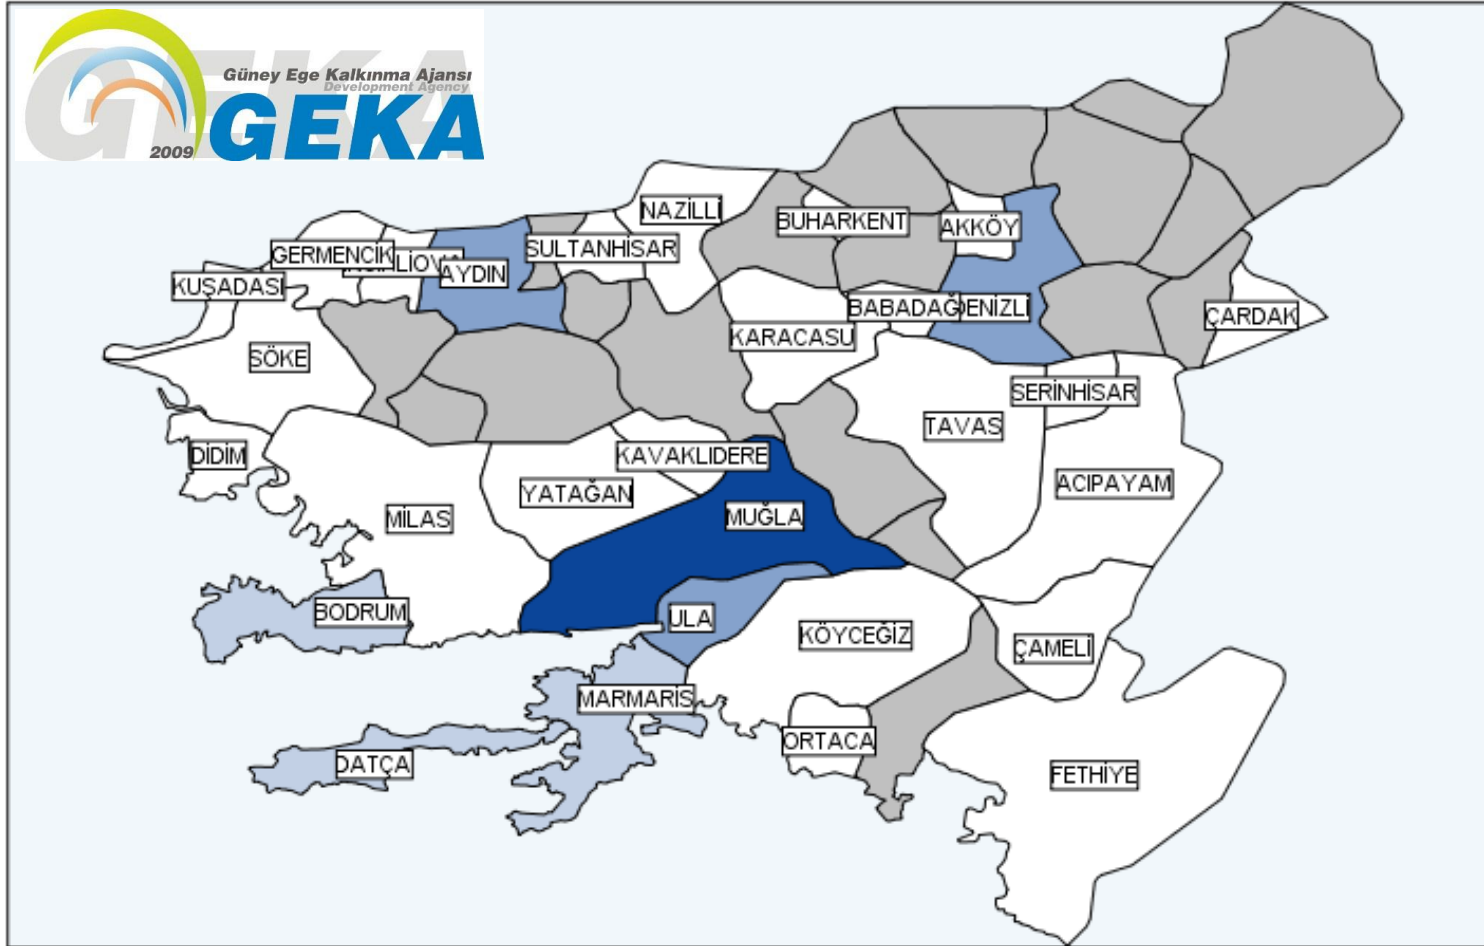 Güney Ege Kalkınma Ajansı
Development Agency
GEKA
2009
NAZİLLİ
BUHARKENT
AKKÖY
SULTANHİSAR
GERMENCİK
AYDIN
KUŞADASI
BABADAĞ
DENİZLİ
ÇARDAK
KARACASU
SÖKE
SERİNHİSAR
TAVAS
DİDİM
KAVAKLIDERE
ACIPAYAM
YATAĞAN
MİLAS
MUĞLA
BODRUM
ULA
KÖYCEĞİZ
ÇAMELİ
MARMARİS
ORTACA
DATÇA
FETHİYE